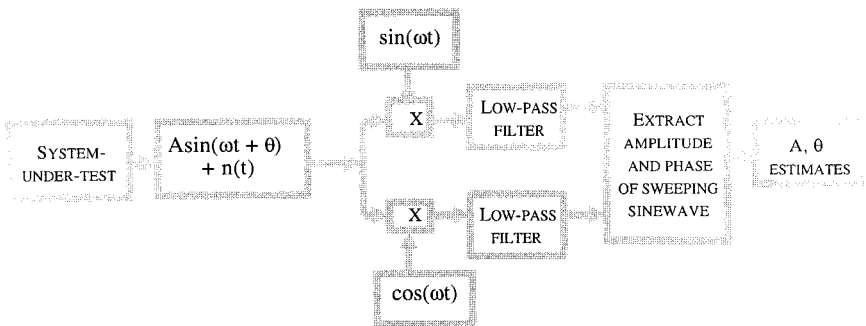 sin(ωt)
X
LOW-PASS
FILTER
SYSTEM-
UNDER-TEST
Asin(ωt + θ)
+ n(t)
EXTRACT
AMPLITUDE
AND PHASE
OF SWEEPING
SINEWAVE
A, θ
ESTIMATES
X
LOW-PASS
FILTER
cos(ωt)